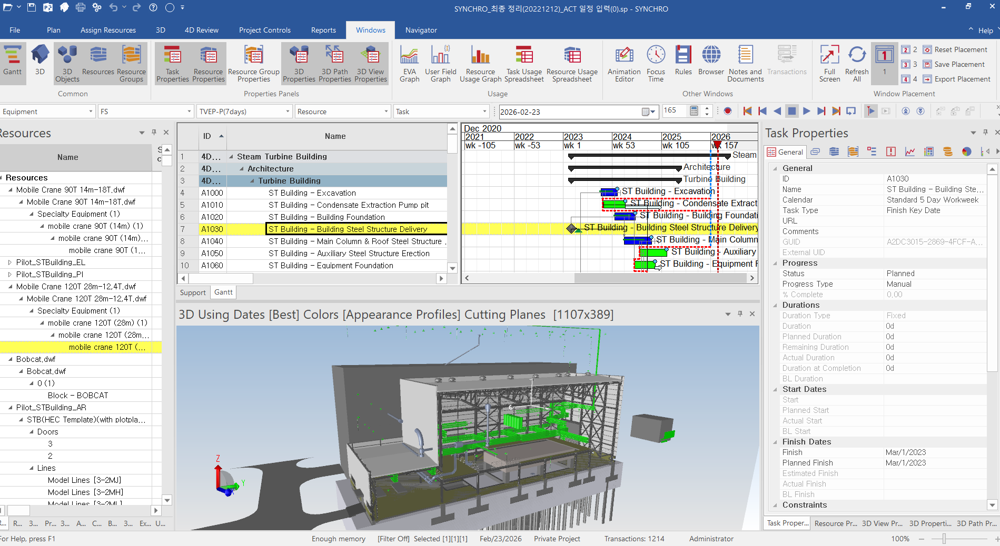 SYNCHRO_최종 정리(20221212)_ACT 일정 입력(0).sp - SYNCHRO
File Plan Assign Resources 3D 4D Review Project Controls Reports Windows Navigator Help
Gantt 3D 3D Objects Resources Resource Groups
Common
Task Properties Resource Properties Resource Group Properties 3D Properties 3D Path Properties 3D View Properties
Properties Panels
EVA Graph User Field Graph Resource Usage Graph Task Usage Spreadsheet Resource Usage Spreadsheet
Usage
Animation Editor Focus Time Rules Browser Notes and Documents Transactions
Other Windows
Full Screen Refresh All 1 2 3 4 Reset Placement Save Placement Export Placement
Window Placement
Equipment FS TVEP-P(7days) Resource Task 2026-02-23 165
Resources
Name
Resources
Mobile Crane 90T 14m-18T.dwf
Mobile Crane 90T 14m-18T.dwf
Specialty Equipment (1)
mobile crane 90T (14m) (1)
mobile crane 90T (14m)...
mobile crane 90T (1...
Pilot_STBuilding_EL
Pilot_STBuilding_PI
Mobile Crane 120T 28m-12.4T.dwf
Mobile Crane 120T 28m-12.4T.dwf
Specialty Equipment (1)
mobile crane 120T (28m) (1)
mobile crane 120T (28m...
mobile crane 120T (...
Bobcat.dwf
Bobcat.dwf
0 (1)
Block - BOBCAT
Pilot_STBuilding_AR
STB(HEC Template)(with plotpla...
Doors
3
2
Lines
Model Lines [3-2MJ]
Model Lines [3-2MH]
Model Lines [3-2ML]
R... R... 3... Pr... 3... A... C... B... 3... Ex... U...
ID Name
1 4D... Steam Turbine Building
2 4D... Architecture
3 4D... Turbine Building
4 A1000 ST Building - Excavation
5 A1010 ST Building - Condensate Extraction Pump pit
6 A1020 ST Building - Building Foundation
7 A1030 ST Building - Building Steel Structure Delivery
8 A1040 ST Building - Main Column & Roof Steel Structure .
9 A1050 ST Building - Auxiliary Steel Structure Erection
10 A1060 ST Building - Equipment Foundation
Support Gantt
Dec 2020
2021 2022 2023 2024 2025 2026
wk -105 wk -53 wk 1 wk 53 wk 105 wk 157
Steam
Architecture
Turbine Building
ST Building - Excavation
ST Building - Condensate Extract
ST Building - Building Foundati
ST Building - Building Steel Structure Delivery
ST Building - Main Column
ST Building - Auxiliary
ST Building - Equipment F
3D Using Dates [Best] Colors [Appearance Profiles] Cutting Planes [1107x389]
Z
Y
X
Task Properties
General
General
ID A1030
Name ST Building - Building Ste...
Calendar Standard 5 Day Workweek
Task Type Finish Key Date
URL
Comments
GUID A2DC3015-2869-4FCF-A...
External UID
Progress
Status Planned
Progress Type Manual
% Complete 0.00
Durations
Duration Type Fixed
Duration 0d
Planned Duration 0d
Remaining Duration 0d
Actual Duration 0d
Duration at Completion 0d
BL Duration
Start Dates
Start
Planned Start
Actual Start
BL Start
Finish Dates
Finish Mar/1/2023
Planned Finish Mar/1/2023
Estimated Finish
Actual Finish
BL Finish
Constraints
Task Proper... Resource Pr... 3D View Pr... 3D Properti... 3D Path Pr...
For Help, press F1 Enough memory [Filter Off] Selected [1][1][1] Feb/23/2026 Private Project Transactions: 1214 Administrator 100%